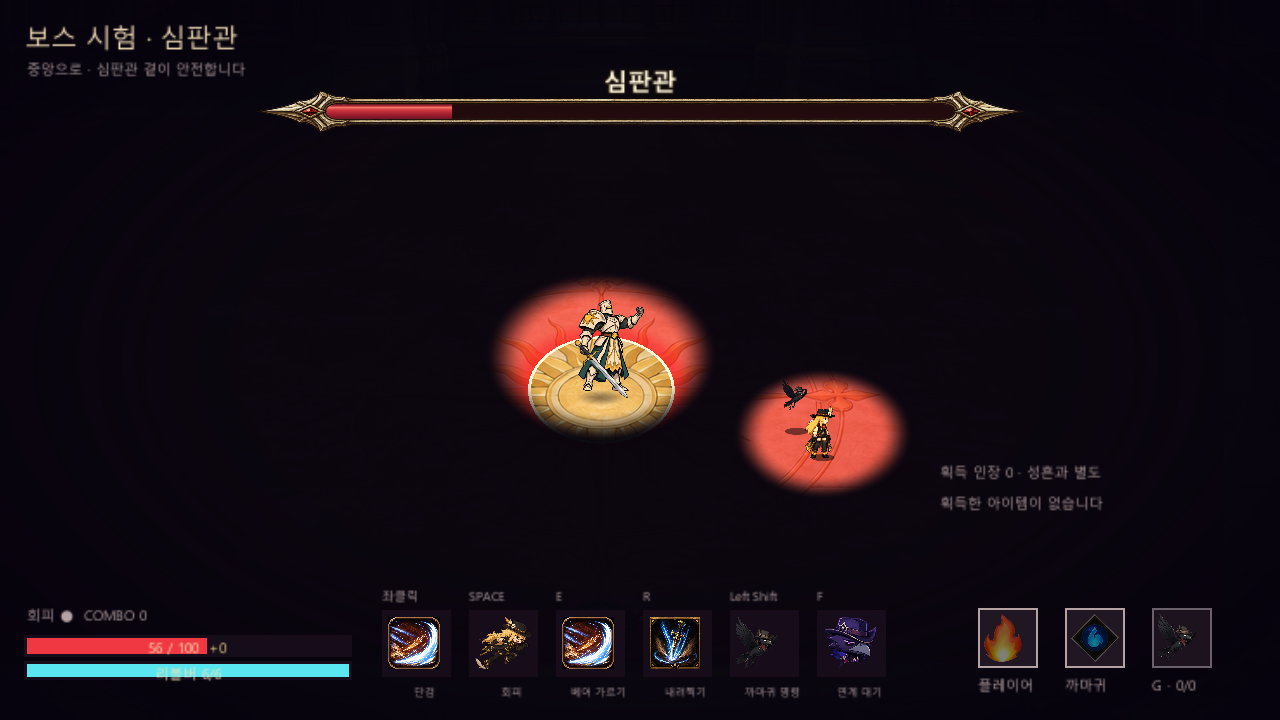 보스 시험 · 심판관
중앙으로 · 심판관 곁이 안전합니다
심판관
획득 인장 0 · 성흔과 별도
획득한 아이템이 없습니다
회피 COMBO 0
56 / 100 +0
리볼버 6/6
좌클릭 SPACE E R Left Shift F
단검 회피 베어 가르기 내려찍기 까마귀 명령 연계 대기
플레이어 까마귀 G · 0/0